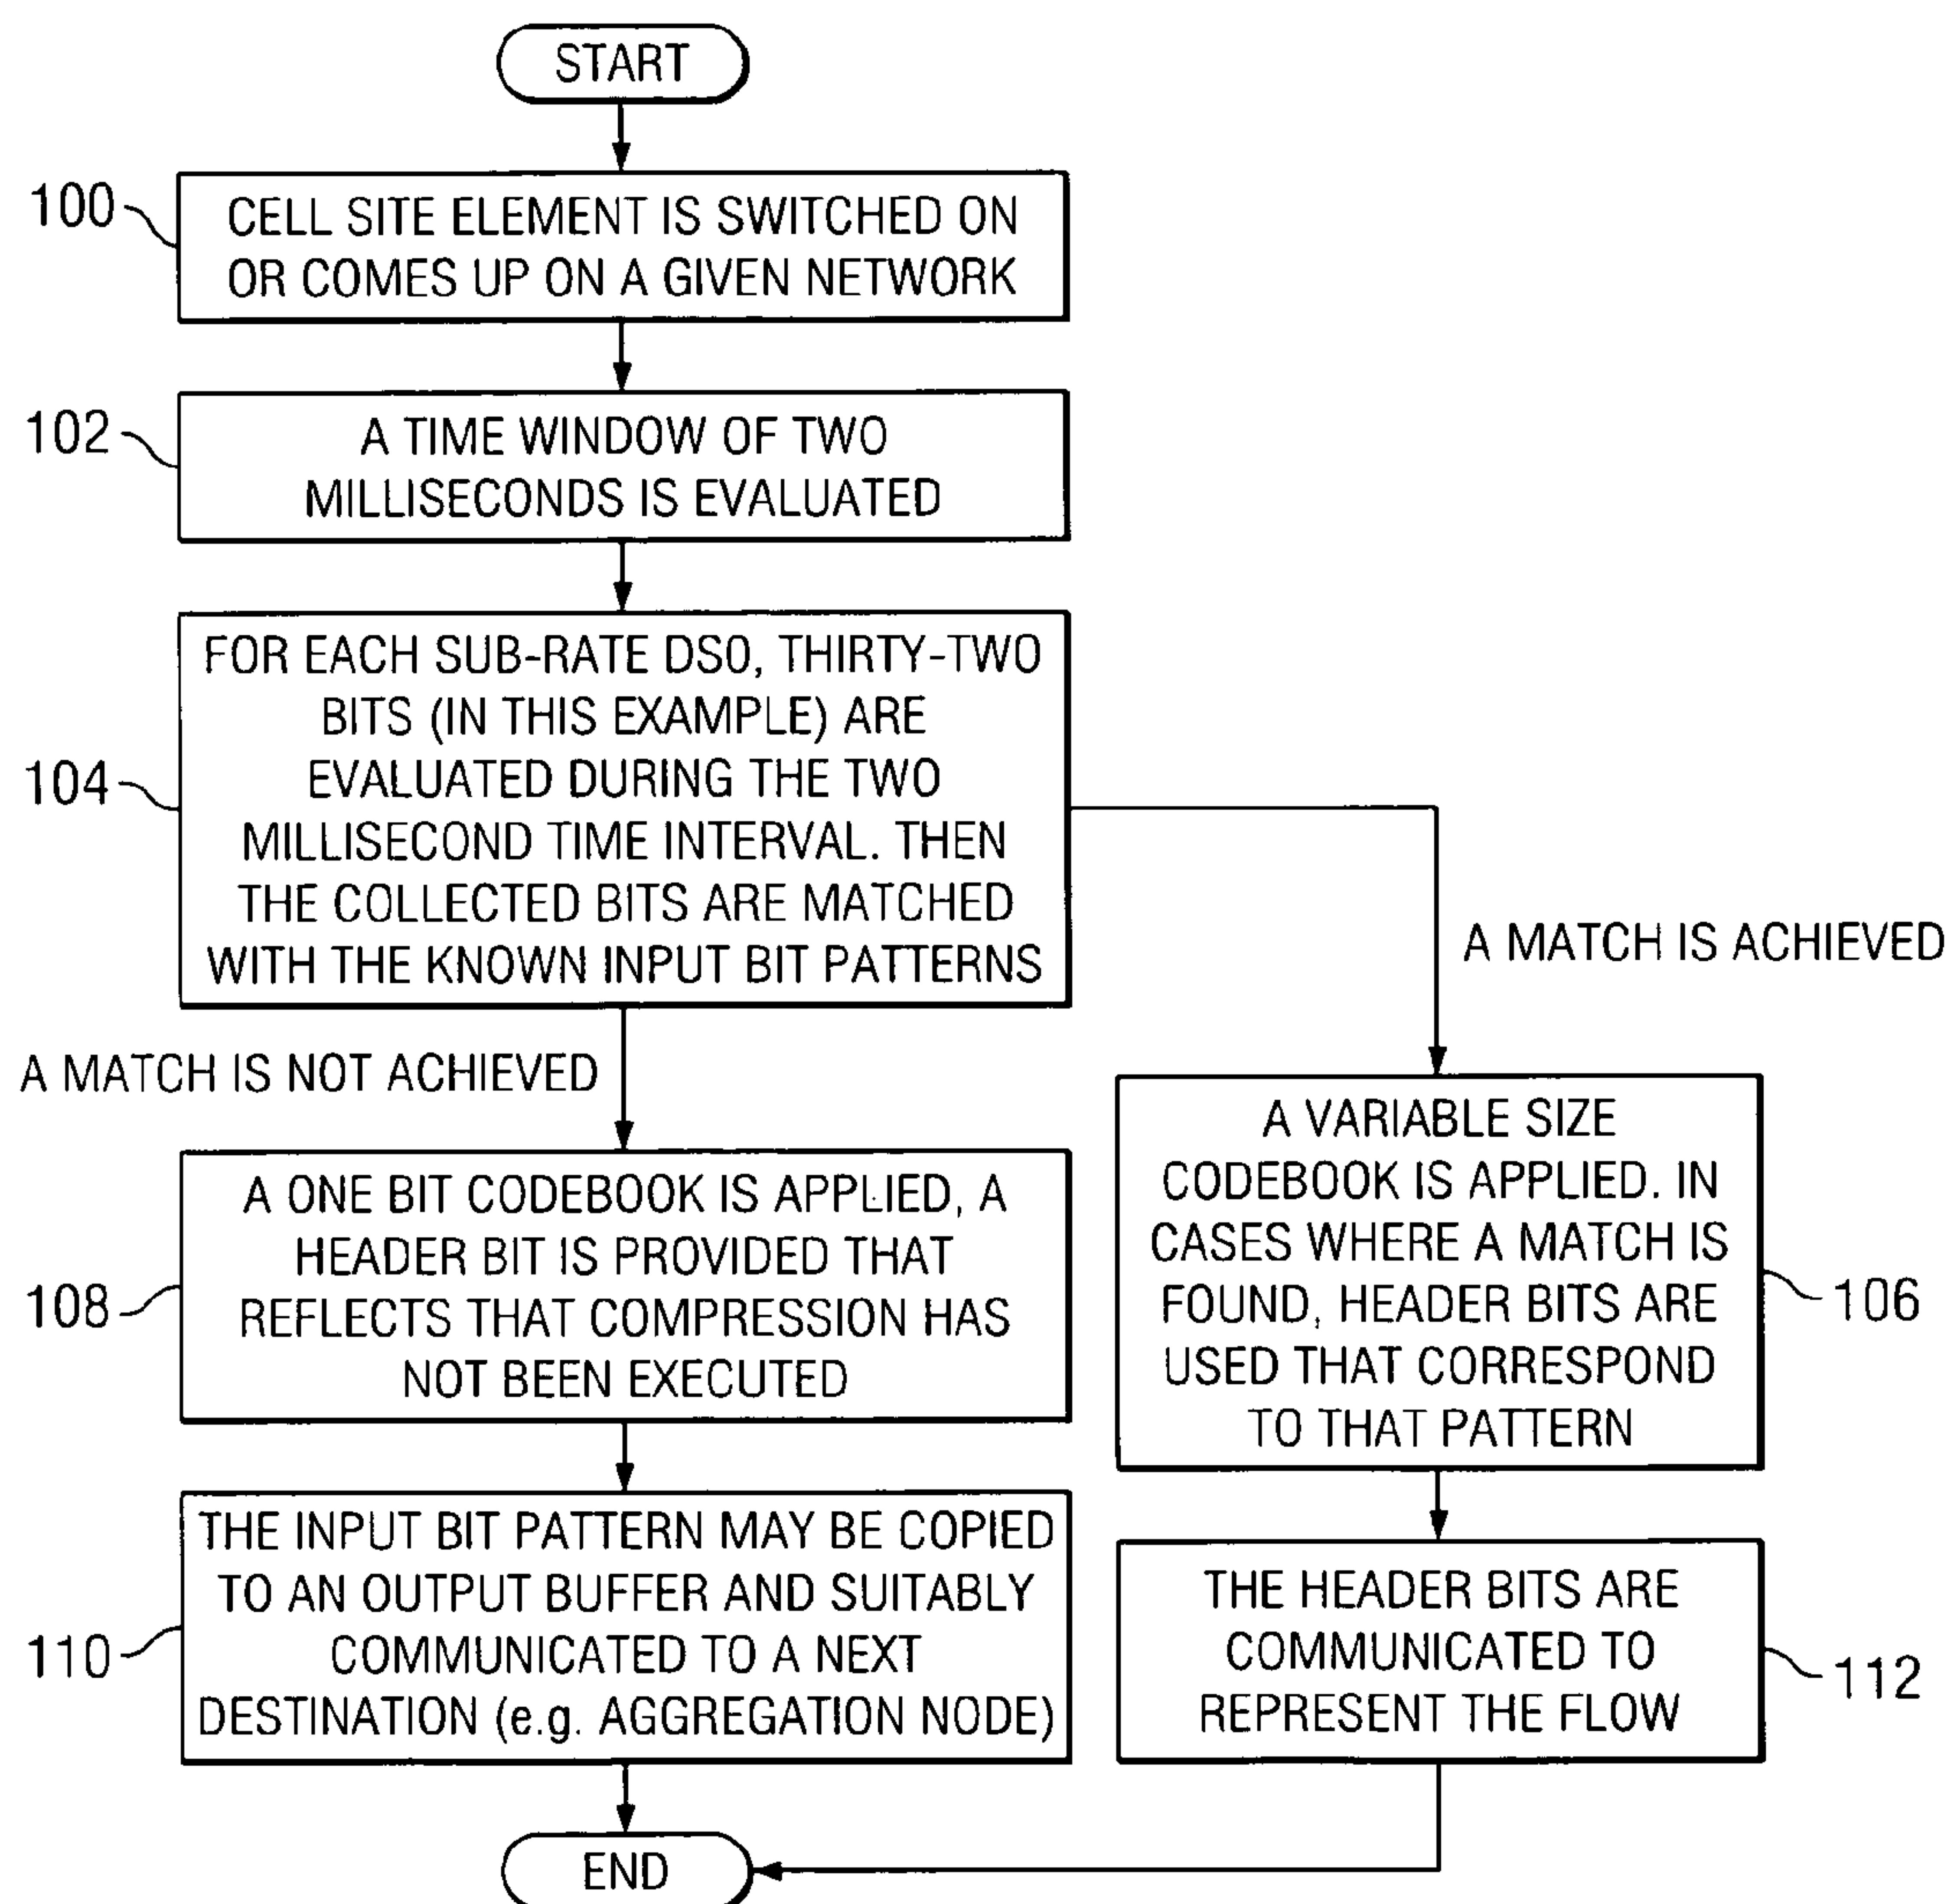 START
100
CELL SITE ELEMENT IS SWITCHED ON
OR COMES UP ON A GIVEN NETWORK
102
A TIME WINDOW OF TWO
MILLISECONDS IS EVALUATED
104
FOR EACH SUB-RATE DS0, THIRTY-TWO
BITS (IN THIS EXAMPLE) ARE
EVALUATED DURING THE TWO
MILLISECOND TIME INTERVAL. THEN
THE COLLECTED BITS ARE MATCHED
WITH THE KNOWN INPUT BIT PATTERNS
A MATCH IS ACHIEVED
A MATCH IS NOT ACHIEVED
108
A ONE BIT CODEBOOK IS APPLIED, A
HEADER BIT IS PROVIDED THAT
REFLECTS THAT COMPRESSION HAS
NOT BEEN EXECUTED
A VARIABLE SIZE
CODEBOOK IS APPLIED. IN
CASES WHERE A MATCH IS
FOUND, HEADER BITS ARE
USED THAT CORRESPOND
TO THAT PATTERN
106
110
THE INPUT BIT PATTERN MAY BE COPIED
TO AN OUTPUT BUFFER AND SUITABLY
COMMUNICATED TO A NEXT
DESTINATION (e.g. AGGREGATION NODE)
THE HEADER BITS ARE
COMMUNICATED TO
REPRESENT THE FLOW
112
END